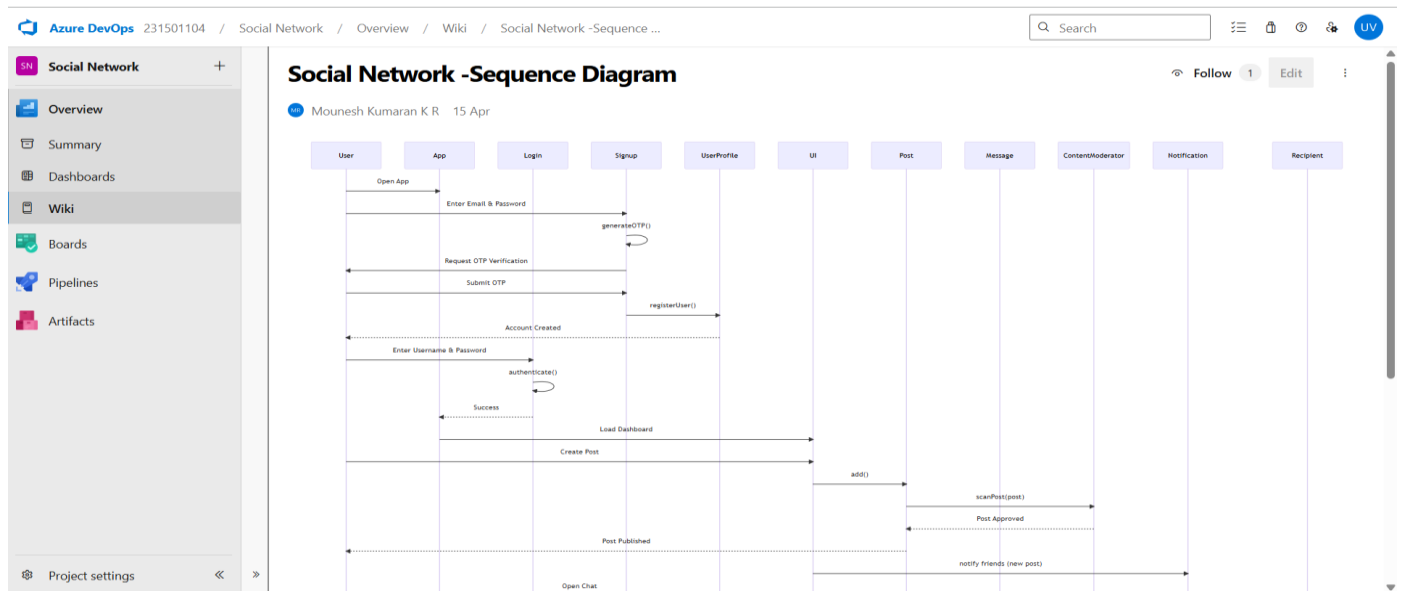 Azure DevOps 231501104 / Social Network / Overview / Wiki / Social Network -Sequence ... Search UV
SN Social Network +
Overview
Summary
Dashboards
Wiki
Boards
Pipelines
Artifacts
Project settings
Social Network -Sequence Diagram
Follow 1 Edit
MR Mounesh Kumaran K R 15 Apr
User App Login Signup UserProfile UI Post Message ContentModerator Notification Recipient
Open App
Enter Email & Password
generateOTP()
Request OTP Verification
Submit OTP
registerUser()
Account Created
Enter Username & Password
authenticate()
Success
Load Dashboard
Create Post
add()
scanPost(post)
Post Approved
Post Published
notify friends (new post)
Open Chat